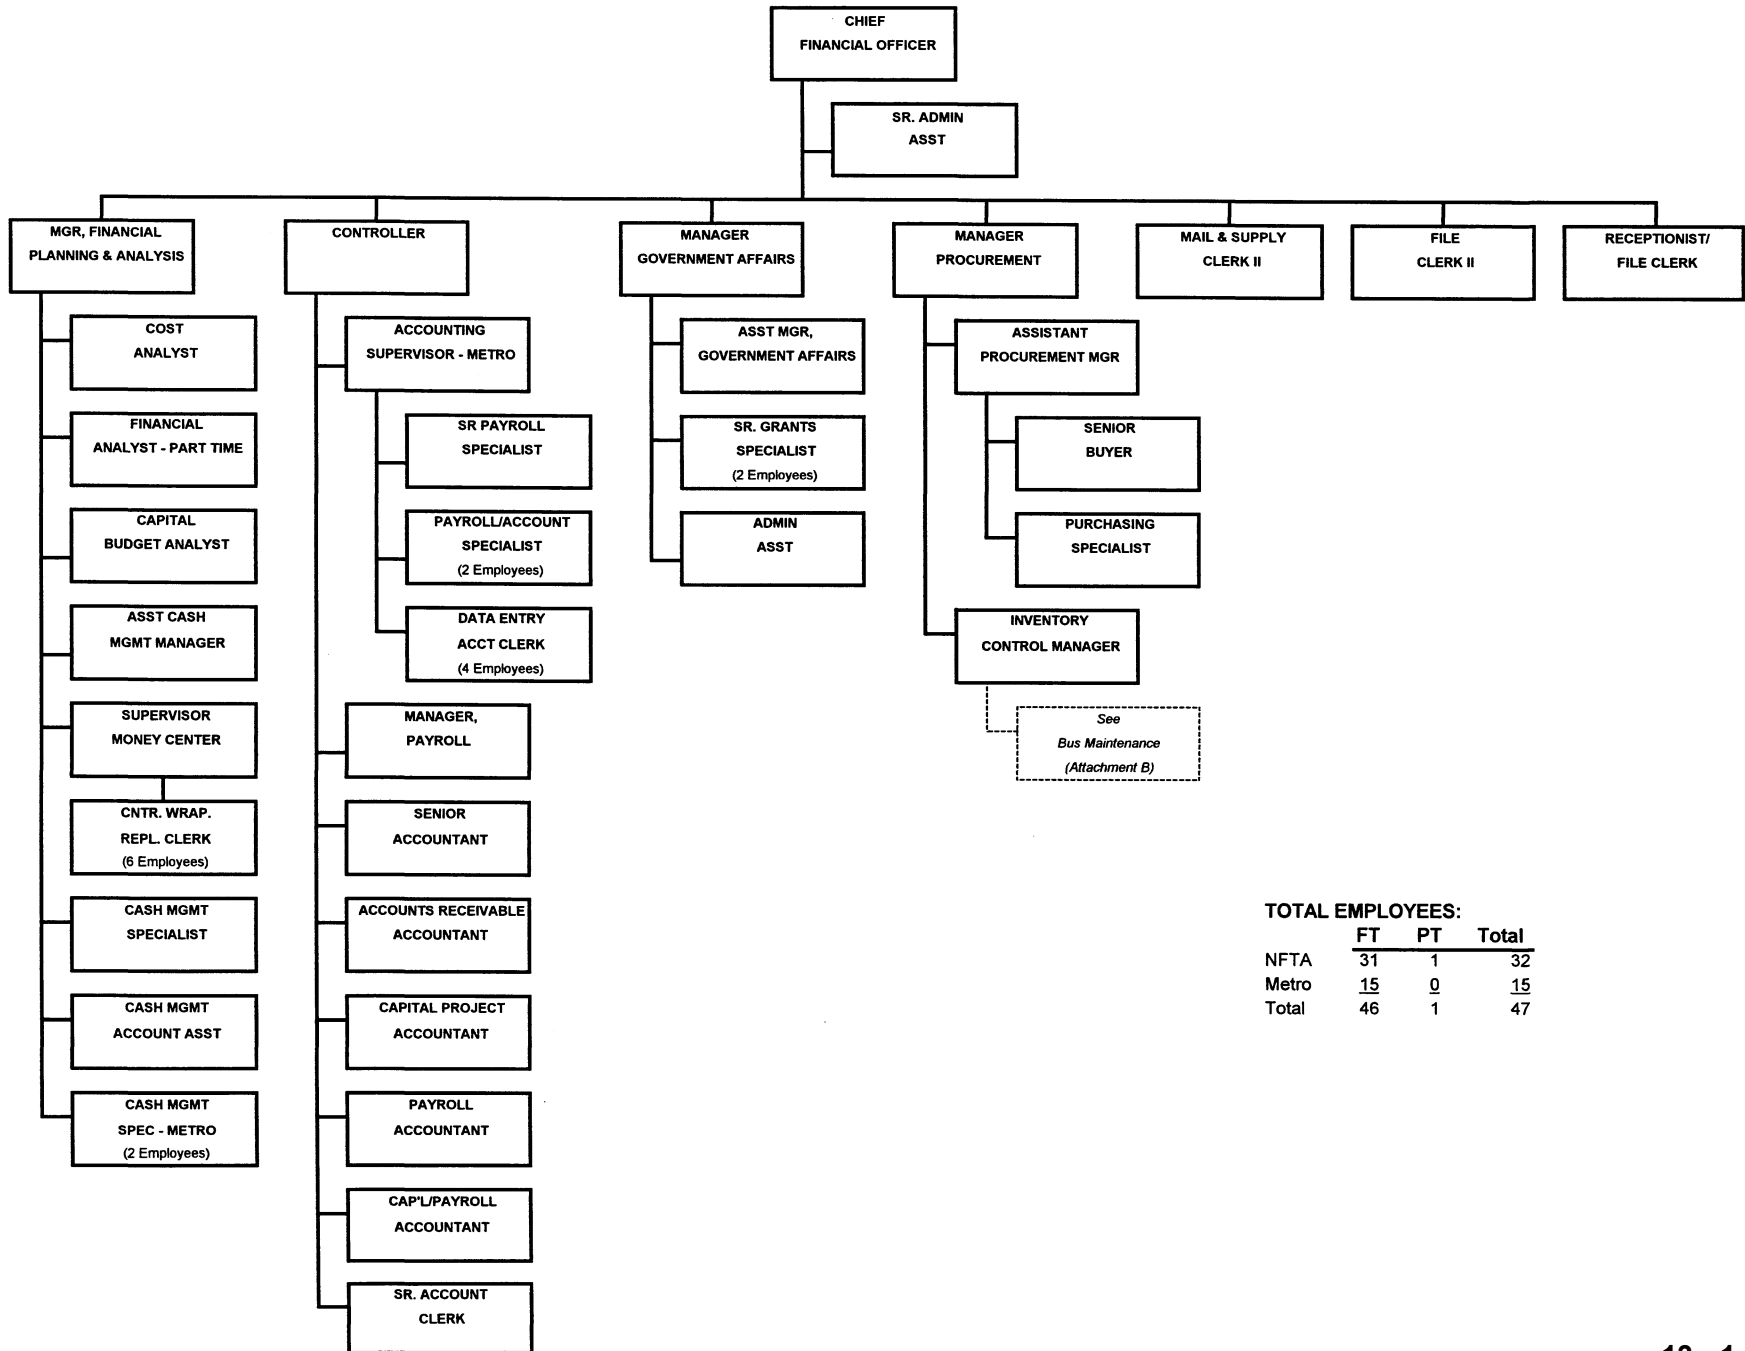 CHIEF
FINANCIAL OFFICER
SR. ADMIN
ASST
MGR, FINANCIAL
PLANNING & ANALYSIS
COST
ANALYST
FINANCIAL
ANALYST - PART TIME
CAPITAL
BUDGET ANALYST
ASST CASH
MGMT MANAGER
SUPERVISOR
MONEY CENTER
CNTR. WRAP.
REPL. CLERK
(6 Employees)
CASH MGMT
SPECIALIST
CASH MGMT
ACCOUNT ASST
CASH MGMT
SPEC - METRO
(2 Employees)
CONTROLLER
ACCOUNTING
SUPERVISOR - METRO
SR PAYROLL
SPECIALIST
PAYROLL/ACCOUNT
SPECIALIST
(2 Employees)
DATA ENTRY
ACCT CLERK
(4 Employees)
MANAGER,
PAYROLL
SENIOR
ACCOUNTANT
ACCOUNTS RECEIVABLE
ACCOUNTANT
CAPITAL PROJECT
ACCOUNTANT
PAYROLL
ACCOUNTANT
CAP'L/PAYROLL
ACCOUNTANT
SR. ACCOUNT
CLERK
MANAGER
GOVERNMENT AFFAIRS
ASST MGR,
GOVERNMENT AFFAIRS
SR. GRANTS
SPECIALIST
(2 Employees)
ADMIN
ASST
MANAGER
PROCUREMENT
ASSISTANT
PROCUREMENT MGR
SENIOR
BUYER
PURCHASING
SPECIALIST
INVENTORY
CONTROL MANAGER
See
Bus Maintenance
(Attachment B)
MAIL & SUPPLY
CLERK II
FILE
CLERK II
RECEPTIONIST/
FILE CLERK
TOTAL EMPLOYEES:
FT PT Total
NFTA 31 1 32
Metro 15 0 15
Total 46 1 47